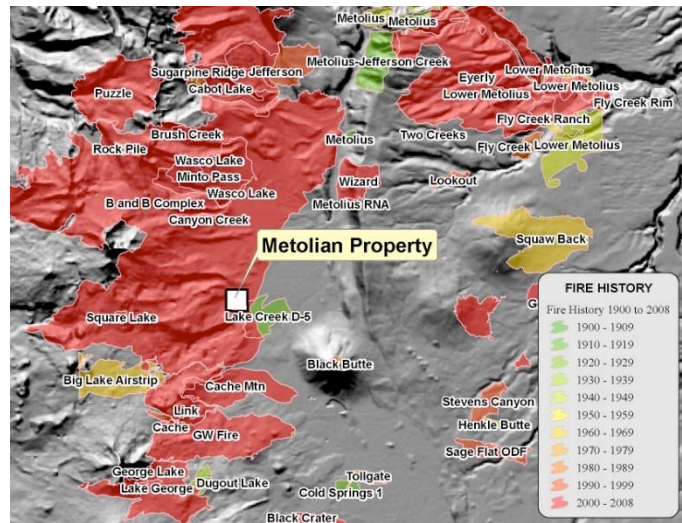 Metolius
Metolius
Metolius-Jefferson Creek
Sugarpine Ridge Jefferson
Cabot Lake
Puzzle
Eyerly
Lower Metolius
Lower Metolius
Lower Metolius
Fly Creek Rim
Fly Creek Ranch
Brush Creek
Rock Pile
Metolius
Two Creeks
Fly Creek
Lower Metolius
Wasco Lake
Minto Pass
Wasco Lake
Wizard
Lookout
B and B Complex
Metolius RNA
Canyon Creek
Metolian Property
Squaw Back
Square Lake
Lake Creek D-5
Big Lake Airstrip
Black Butte
Cache Mtn
Link
Cache
GW Fire
Stevens Canyon
Henkle Butte
Sage Flat ODF
George Lake
Lake George
Dugout Lake
Tollgate
Cold Springs 1
Black Crater
FIRE HISTORY
Fire History 1900 to 2008
1900 - 1909
1910 - 1919
1920 - 1929
1930 - 1939
1940 - 1949
1950 - 1959
1960 - 1969
1970 - 1979
1980 - 1989
1990 - 1999
2000 - 2008